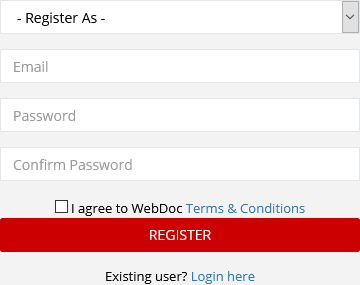 - Register As -
Email
Password
Confirm Password
I agree to WebDoc Terms & Conditions
REGISTER
Existing user? Login here